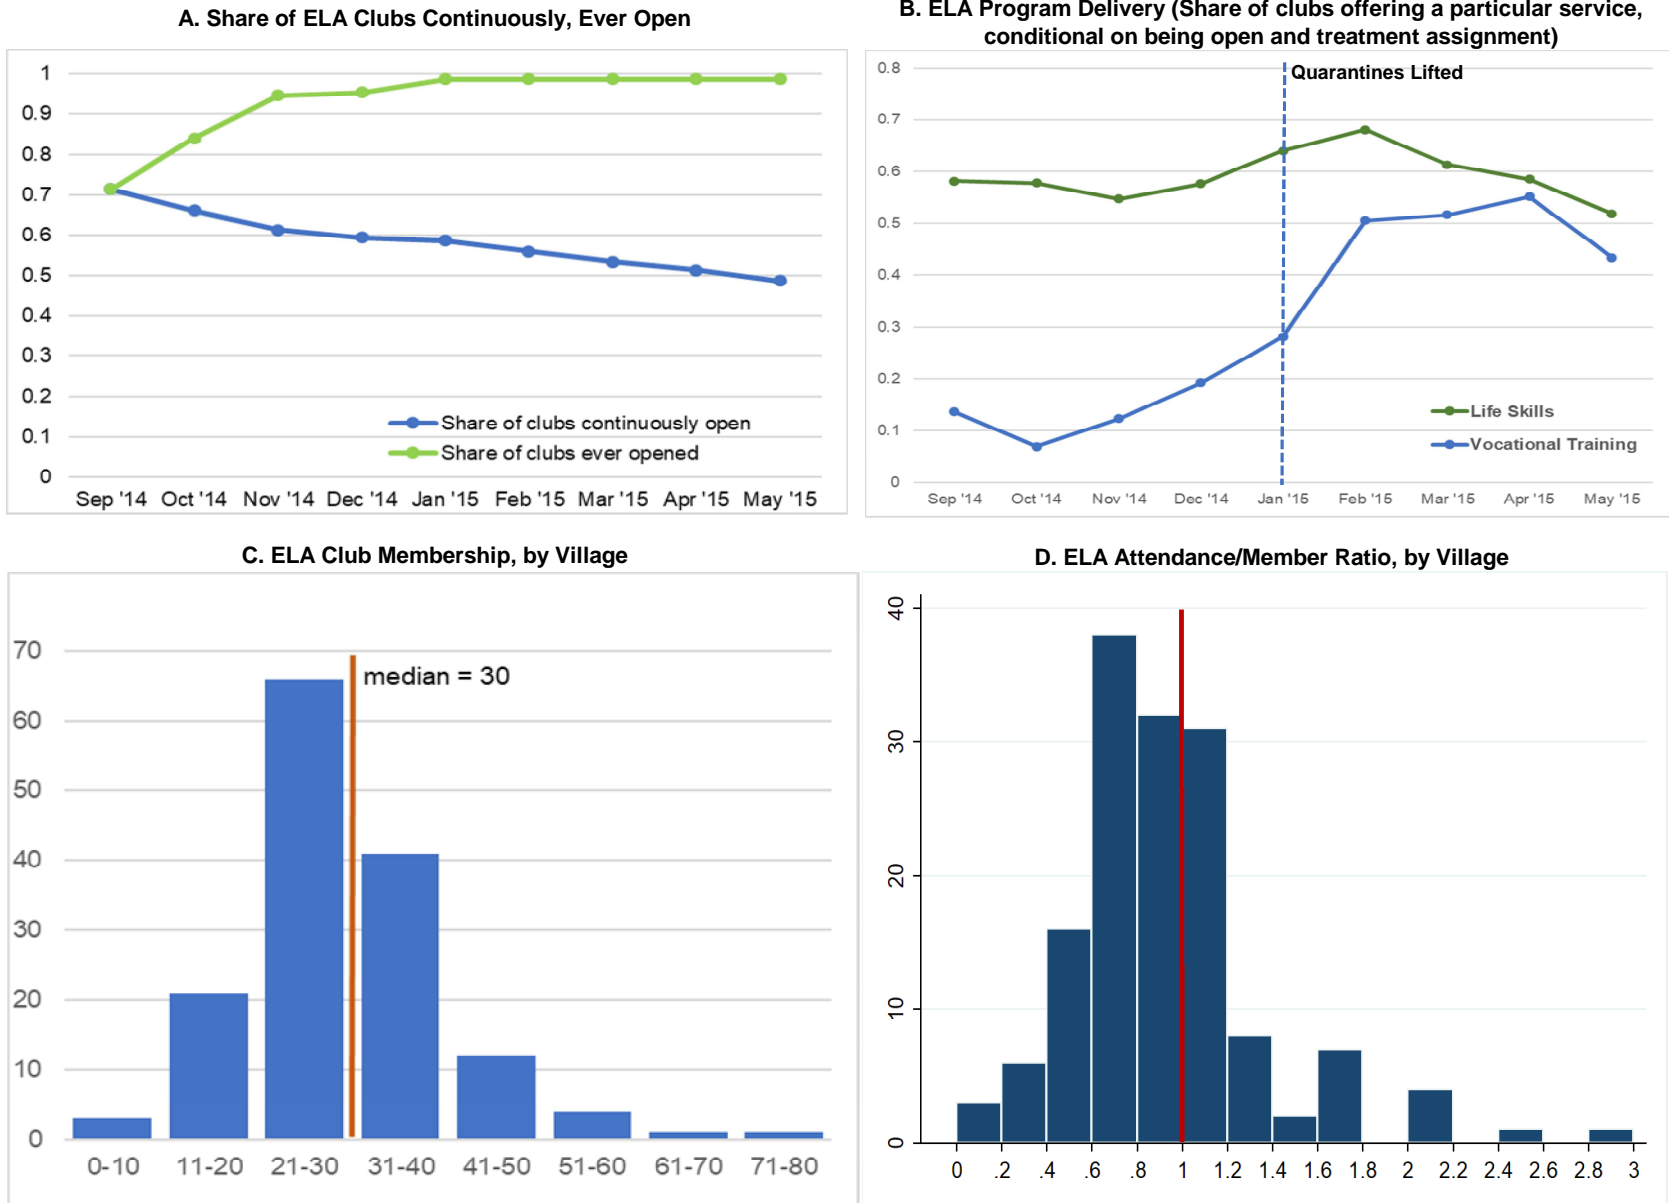 A. Share of ELA Clubs Continuously, Ever Open
1
0.9
0.8
0.7
0.6
0.5
0.4
0.3
0.2
0.1
0
Share of clubs continuously open
Share of clubs ever opened
Sep '14 Oct '14 Nov '14 Dec '14 Jan '15 Feb '15 Mar '15 Apr '15 May '15
B. ELA Program Delivery (Share of clubs offering a particular service,
conditional on being open and treatment assignment)
0.8
Quarantines Lifted
0.7
0.6
0.5
0.4
0.3
0.2
0.1
0
Life Skills
Vocational Training
Sep '14 Oct '14 Nov '14 Dec '14 Jan '15 Feb '15 Mar '15 Apr '15 May '15
C. ELA Club Membership, by Village
70
median = 30
60
50
40
30
20
10
0
0-10 11-20 21-30 31-40 41-50 51-60 61-70 71-80
D. ELA Attendance/Member Ratio, by Village
40
30
20
10
0
0 .2 .4 .6 .8 1 1.2 1.4 1.6 1.8 2 2.2 2.4 2.6 2.8 3